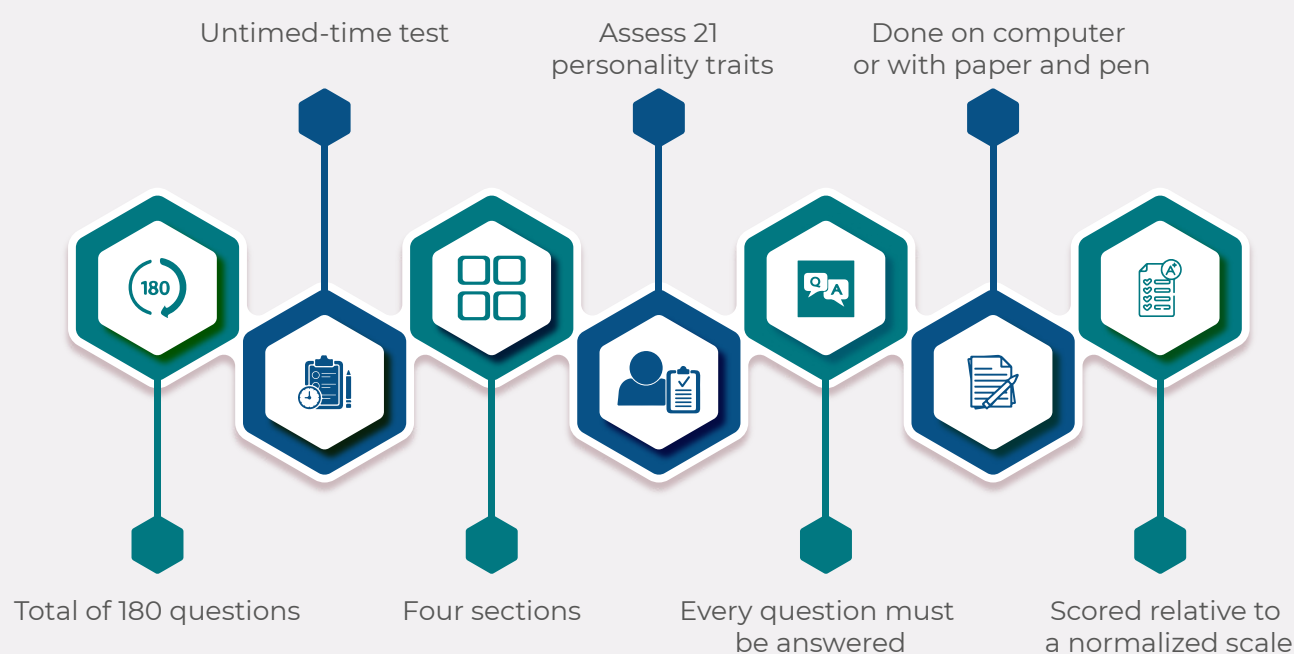 Untimed-time test
Assess 21
personality traits
Done on computer
or with paper and pen
180
Q
A
A+
Total of 180 questions
Four sections
Every question must
be answered
Scored relative to
a normalized scale